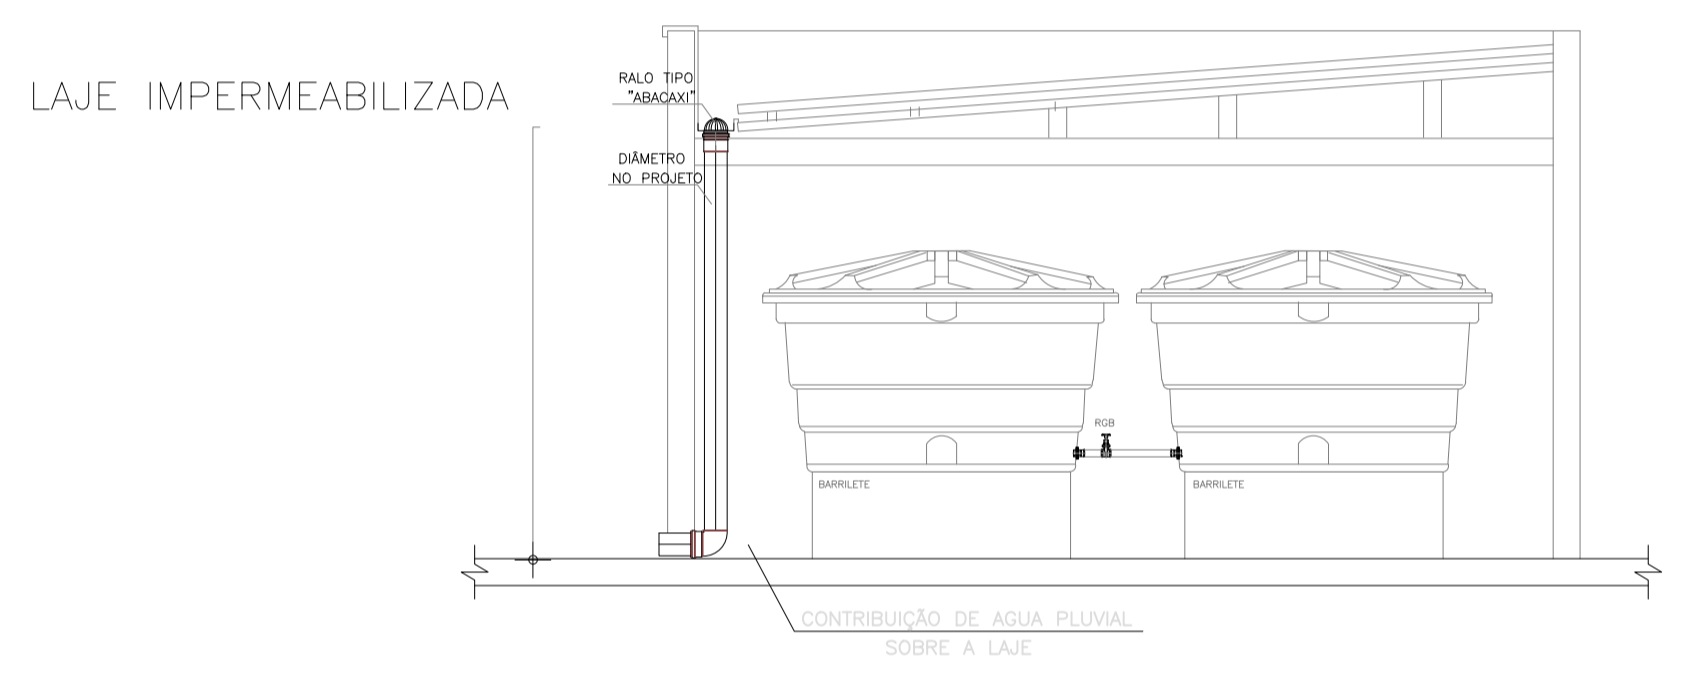 LAJE IMPERMEABILIZADA
RALO TIPO
"ABACAXI"
DIÂMETRO
NO PROJETO
RGB
BARRILETE
BARRILETE
CONTRIBUIÇÃO DE AGUA PLUVIAL
SOBRE A LAJE